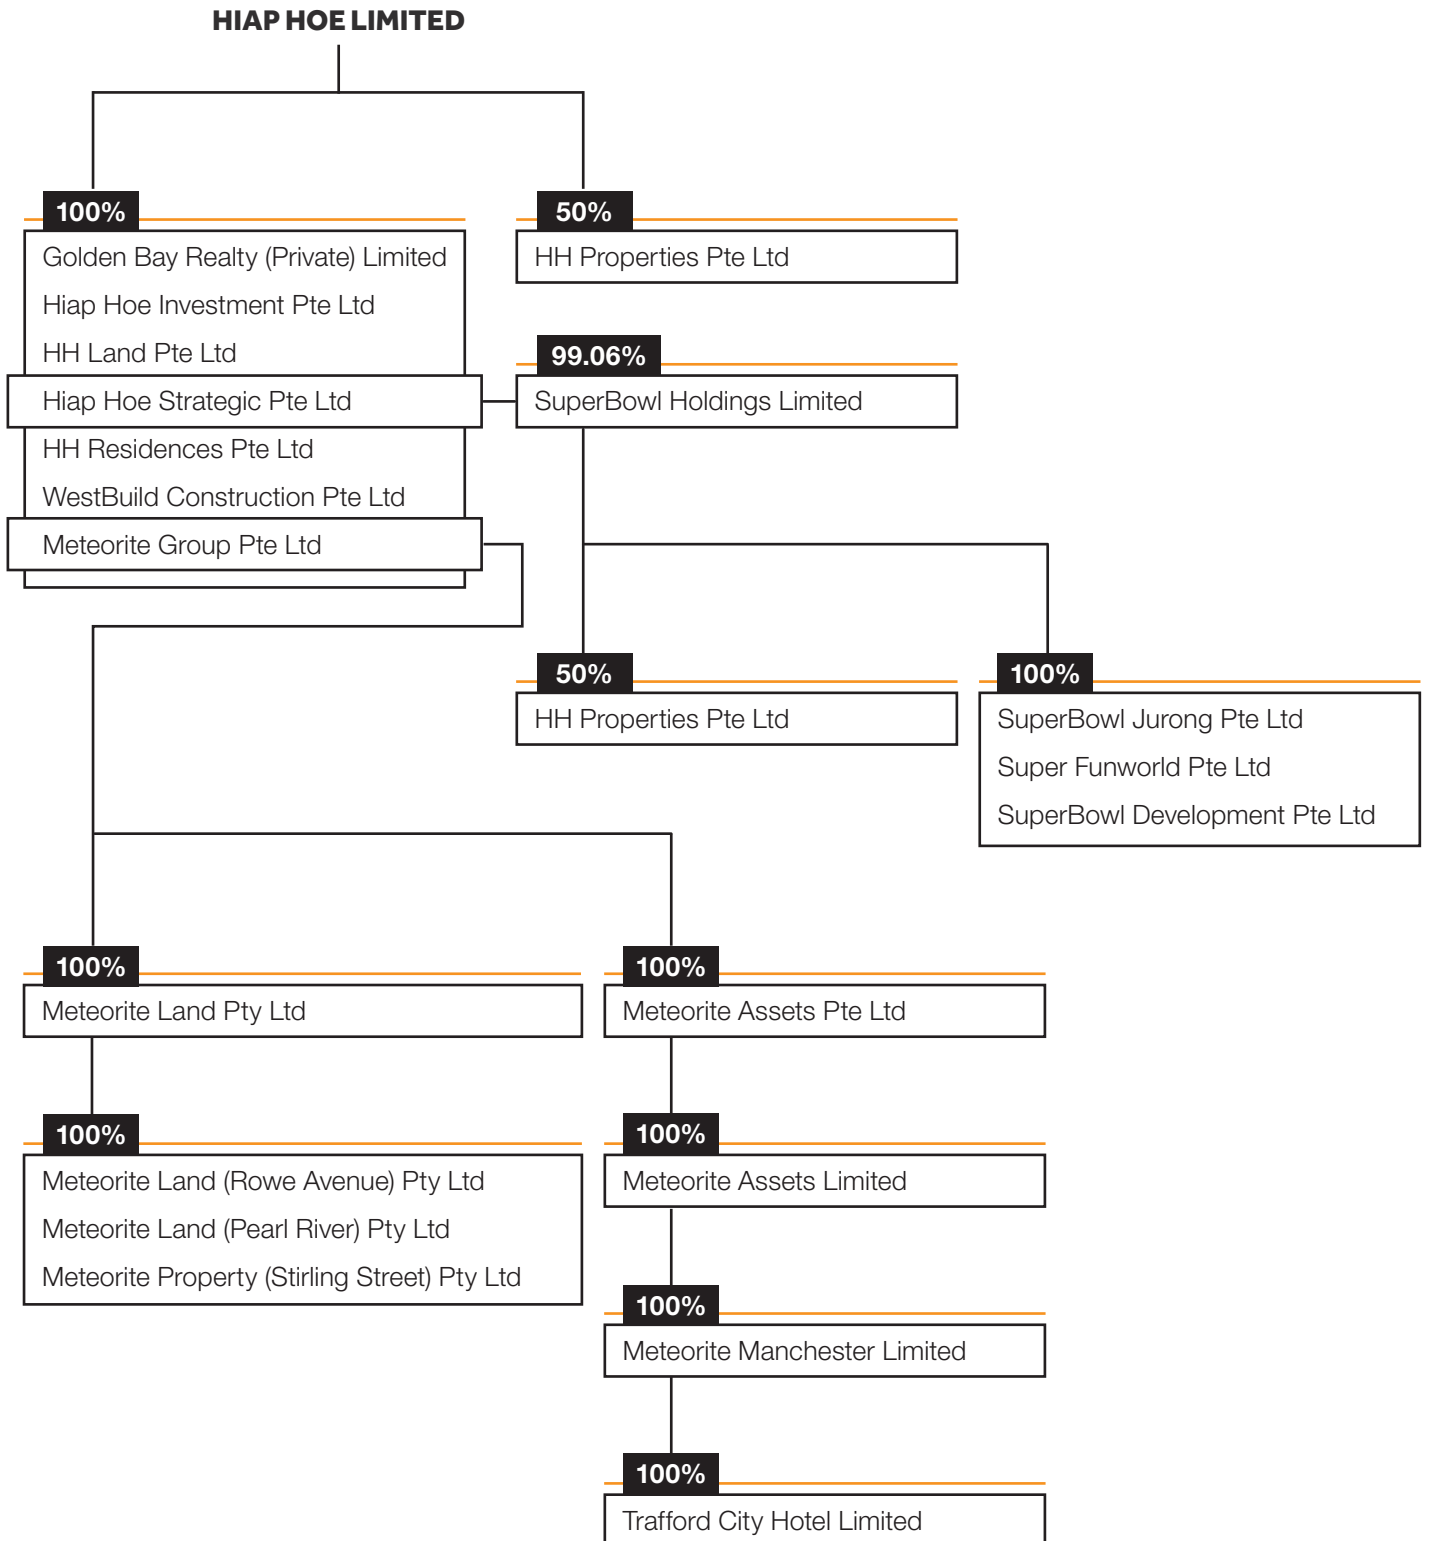 HIAP HOE LIMITED
100%
Golden Bay Realty (Private) Limited
Hiap Hoe Investment Pte Ltd
HH Land Pte Ltd
Hiap Hoe Strategic Pte Ltd
HH Residences Pte Ltd
WestBuild Construction Pte Ltd
Meteorite Group Pte Ltd
50%
HH Properties Pte Ltd
99.06%
SuperBowl Holdings Limited
50%
HH Properties Pte Ltd
100%
SuperBowl Jurong Pte Ltd
Super Funworld Pte Ltd
SuperBowl Development Pte Ltd
100%
Meteorite Land Pty Ltd
100%
Meteorite Land (Rowe Avenue) Pty Ltd
Meteorite Land (Pearl River) Pty Ltd
Meteorite Property (Stirling Street) Pty Ltd
100%
Meteorite Assets Pte Ltd
100%
Meteorite Assets Limited
100%
Meteorite Manchester Limited
100%
Trafford City Hotel Limited